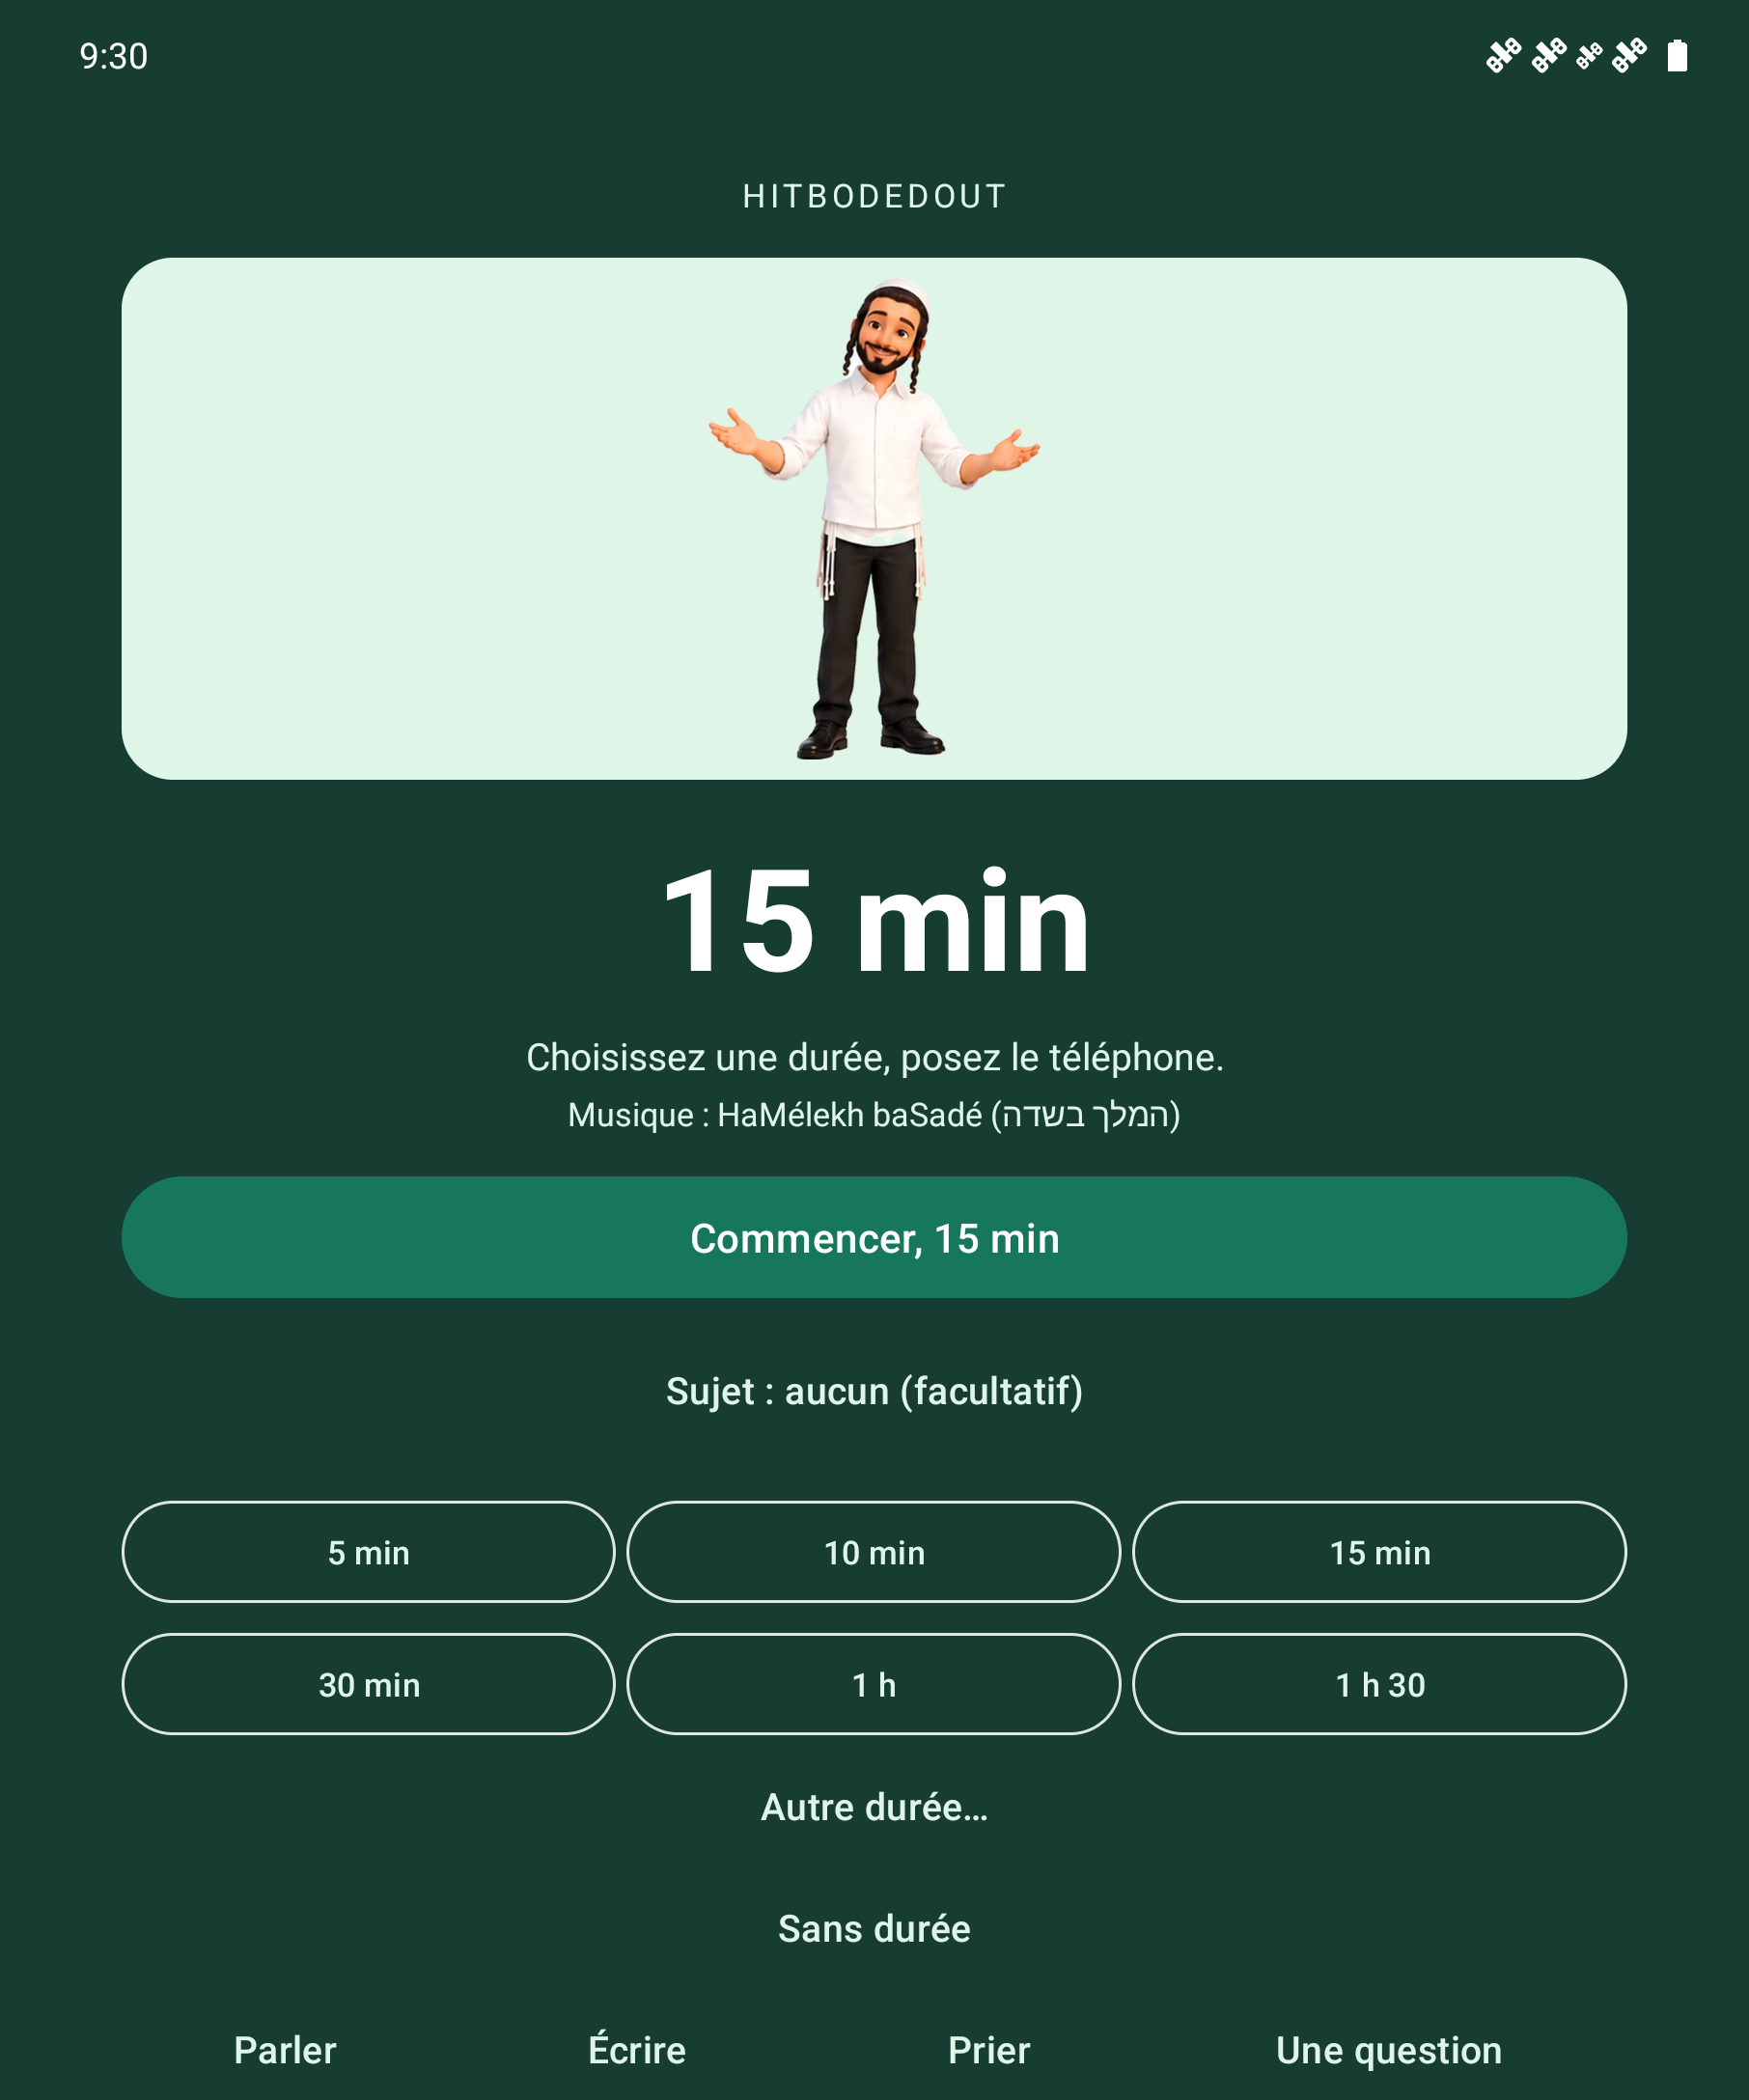 9:30
HITBODEDOUT
15 min
Choisissez une durée, posez le téléphone.
Musique : HaMélekh baSadé (המלך בשדה)
Commencer, 15 min
Sujet : aucun (facultatif)
5 min 10 min 15 min
30 min 1 h 1 h 30
Autre durée…
Sans durée
Parler Écrire Prier Une question